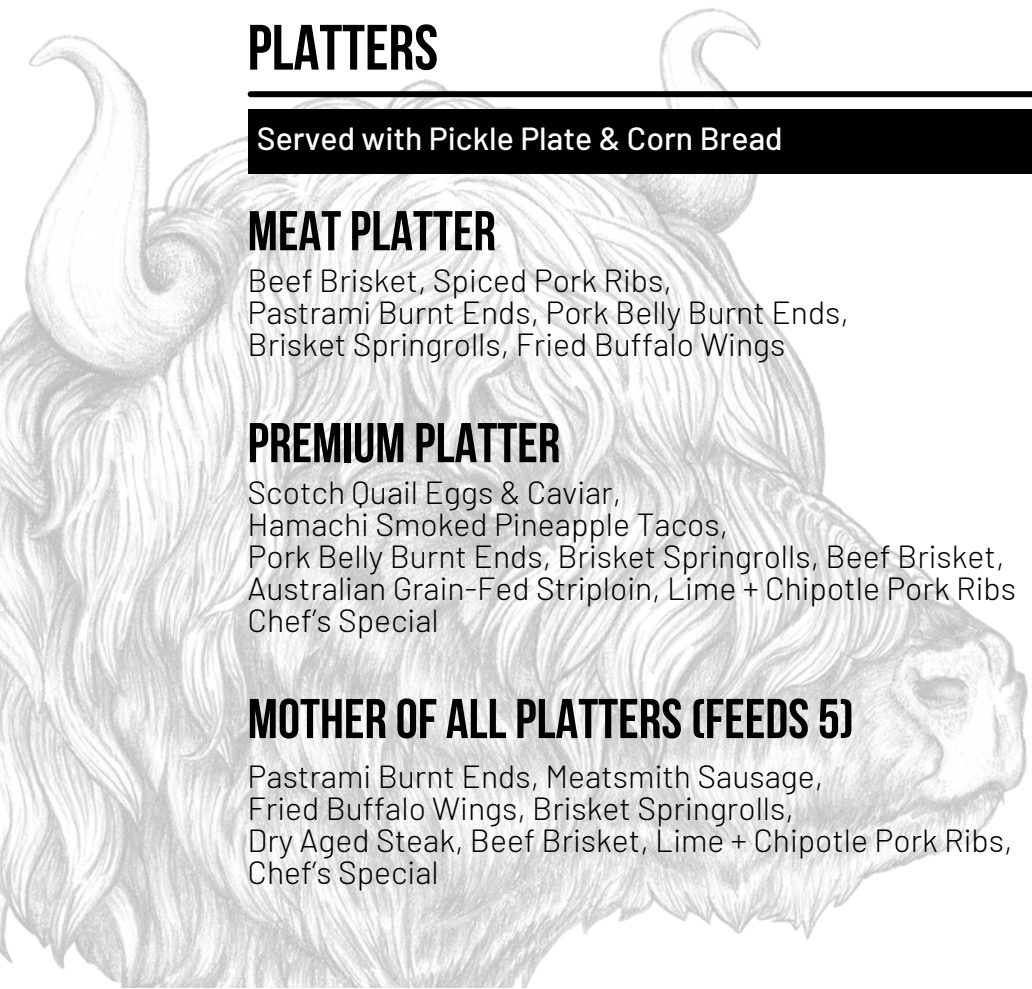 PLATTERS
Served with Pickle Plate & Corn Bread
MEAT PLATTER
Beef Brisket, Spiced Pork Ribs,
Pastrami Burnt Ends, Pork Belly Burnt Ends,
Brisket Springrolls, Fried Buffalo Wings
PREMIUM PLATTER
Scotch Quail Eggs & Caviar,
Hamachi Smoked Pineapple Tacos,
Pork Belly Burnt Ends, Brisket Springrolls, Beef Brisket,
Australian Grain-Fed Striploin, Lime + Chipotle Pork Ribs
Chef's Special
MOTHER OF ALL PLATTERS (FEEDS 5)
Pastrami Burnt Ends, Meatsmith Sausage,
Fried Buffalo Wings, Brisket Springrolls,
Dry Aged Steak, Beef Brisket, Lime + Chipotle Pork Ribs,
Chef's Special